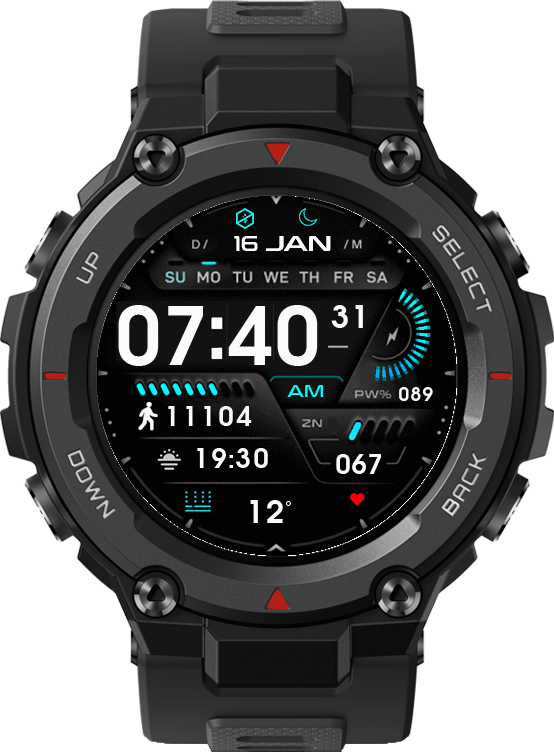 D/ 16 JAN /M
SU MO TU WE TH FR SA
07:40 31
AM
PW% 089
11104
ZN
19:30
067
12°
UP
SELECT
DOWN
BACK